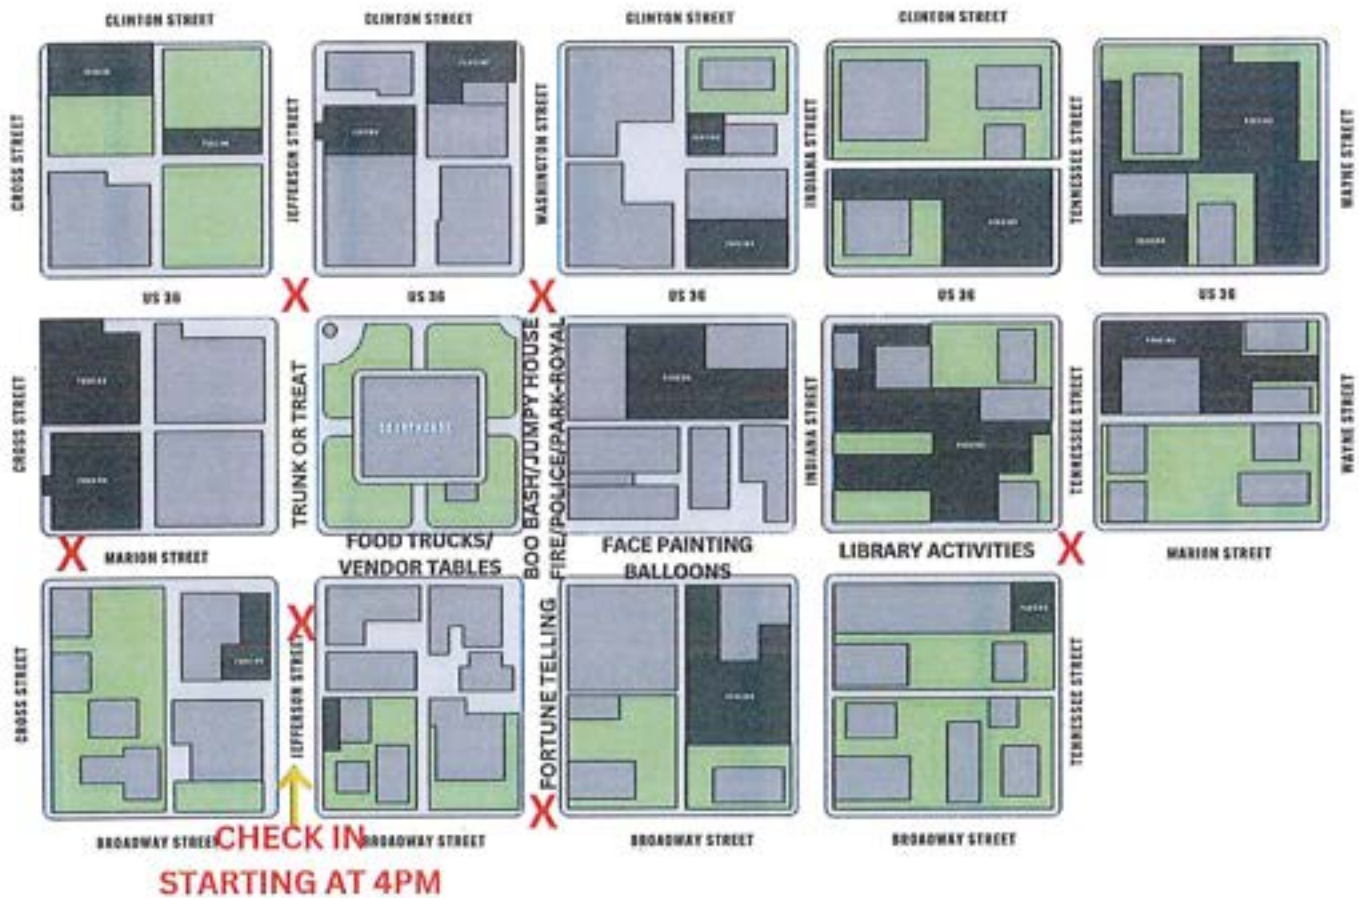 CLINTON STREET
CLINTON STREET
CLINTON STREET
CLINTON STREET
CROSS STREET
JEFFERSON STREET
WASHINGTON STREET
INDIANA STREET
TENNESSEE STREET
WAYNE STREET
US 36
X
US 36
X
US 36
US 36
US 36
CROSS STREET
TRUNK OR TREAT
COURTHOUSE
BOO BASH/JUMPY HOUSE
FIRE/POLICE/PARK-ROYAL
INDIANA STREET
TENNESSEE STREET
WAYNE STREET
X
MARION STREET
FOOD TRUCKS/
VENDOR TABLES
FACE PAINTING
BALLOONS
LIBRARY ACTIVITIES
X
MARION STREET
CROSS STREET
X
JEFFERSON STREET
FORTUNE TELLING
TENNESSEE STREET
X
BROADWAY STREET
BROADWAY STREET
BROADWAY STREET
BROADWAY STREET
CHECK IN
STARTING AT 4PM